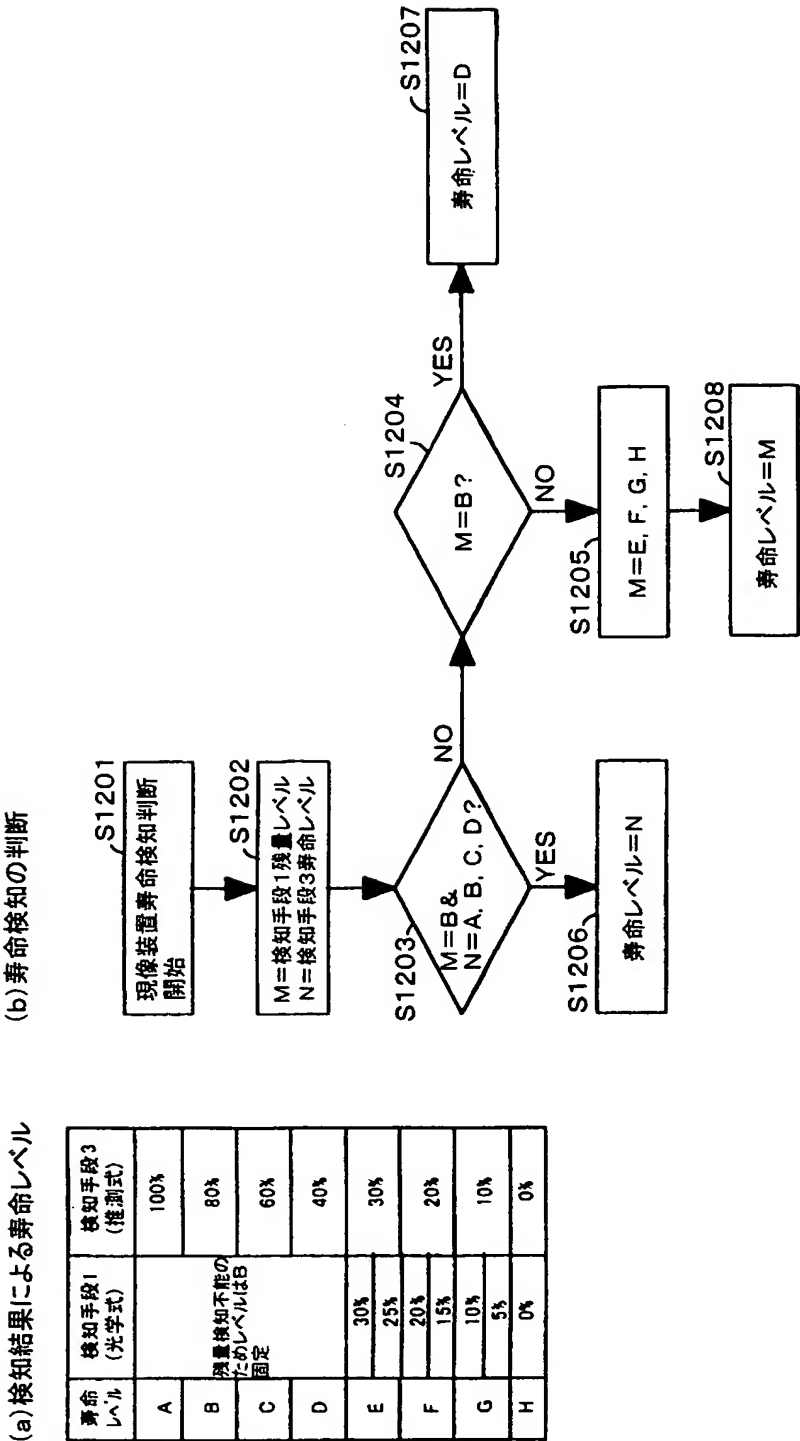 (a)検知結果による寿命レベル
寿命
レベル
検知手段1
(光学式)
検知手段3
(推測式)
A
残量検知不能の
ためレベルはB
固定
100%
B
80%
C
60%
D
40%
E
30%
25%
30%
F
20%
15%
20%
G
10%
5%
10%
H
0%
0%
(b)寿命検知の判断
S1201
現像装置寿命検知判断
開始
S1202
M=検知手段1残量レベル
N=検知手段3寿命レベル
S1203
M=B&
N=A, B, C, D?
NO
YES
S1206
寿命レベル=N
S1204
M=B?
YES
NO
S1207
寿命レベル=D
S1205
M=E, F, G, H
S1208
寿命レベル=M